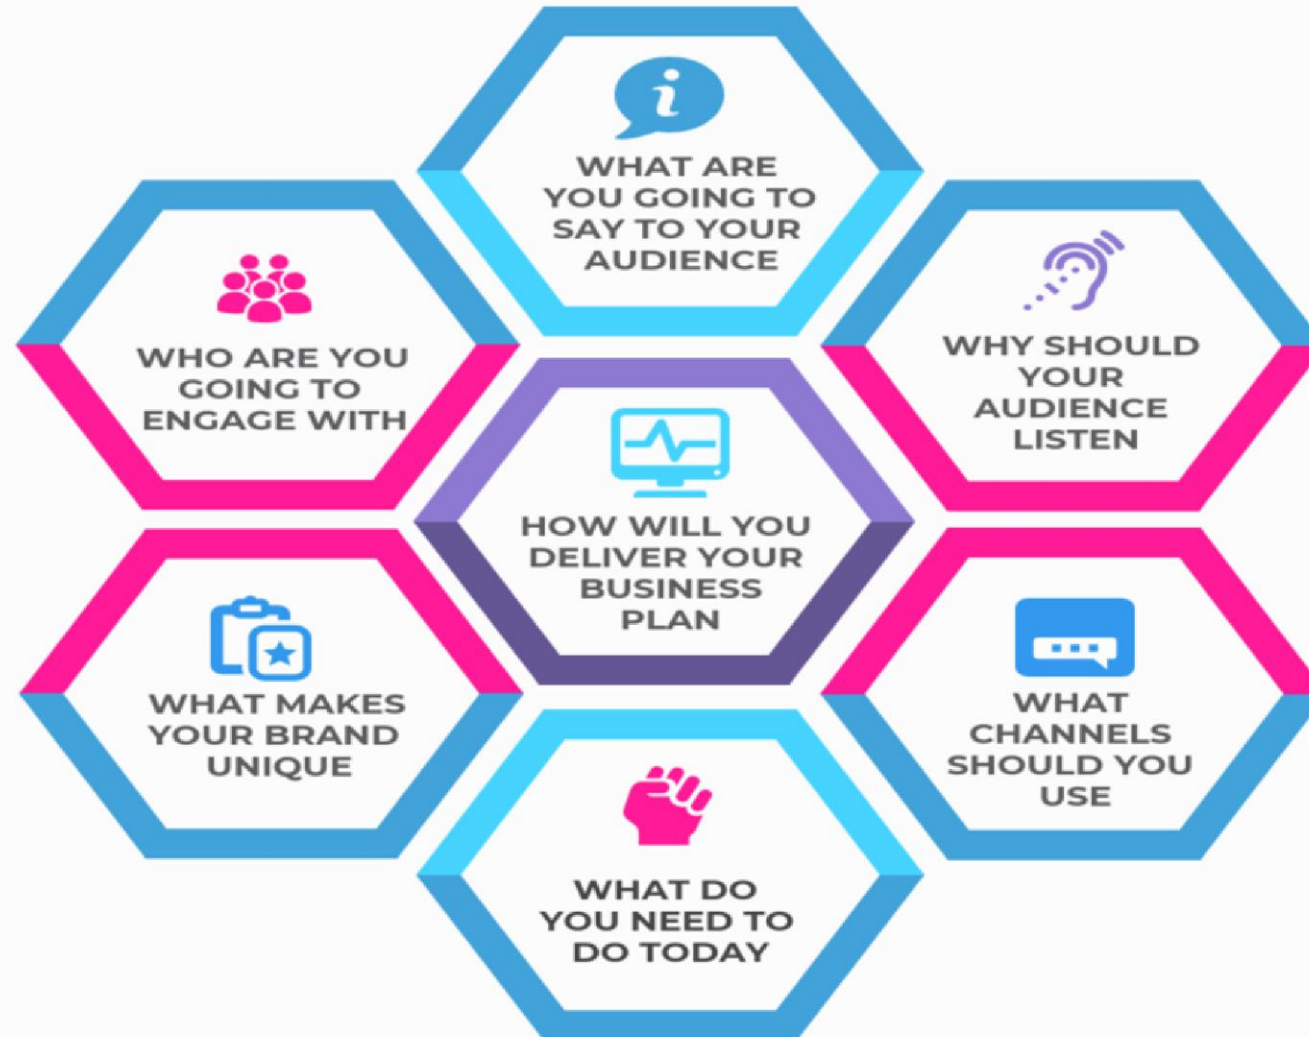 WHAT ARE
YOU GOING TO
SAY TO YOUR
AUDIENCE
WHO ARE YOU
GOING TO
ENGAGE WITH
WHY SHOULD
YOUR
AUDIENCE
LISTEN
HOW WILL YOU
DELIVER YOUR
BUSINESS
PLAN
WHAT MAKES
YOUR BRAND
UNIQUE
WHAT
CHANNELS
SHOULD YOU
USE
WHAT DO
YOU NEED TO
DO TODAY